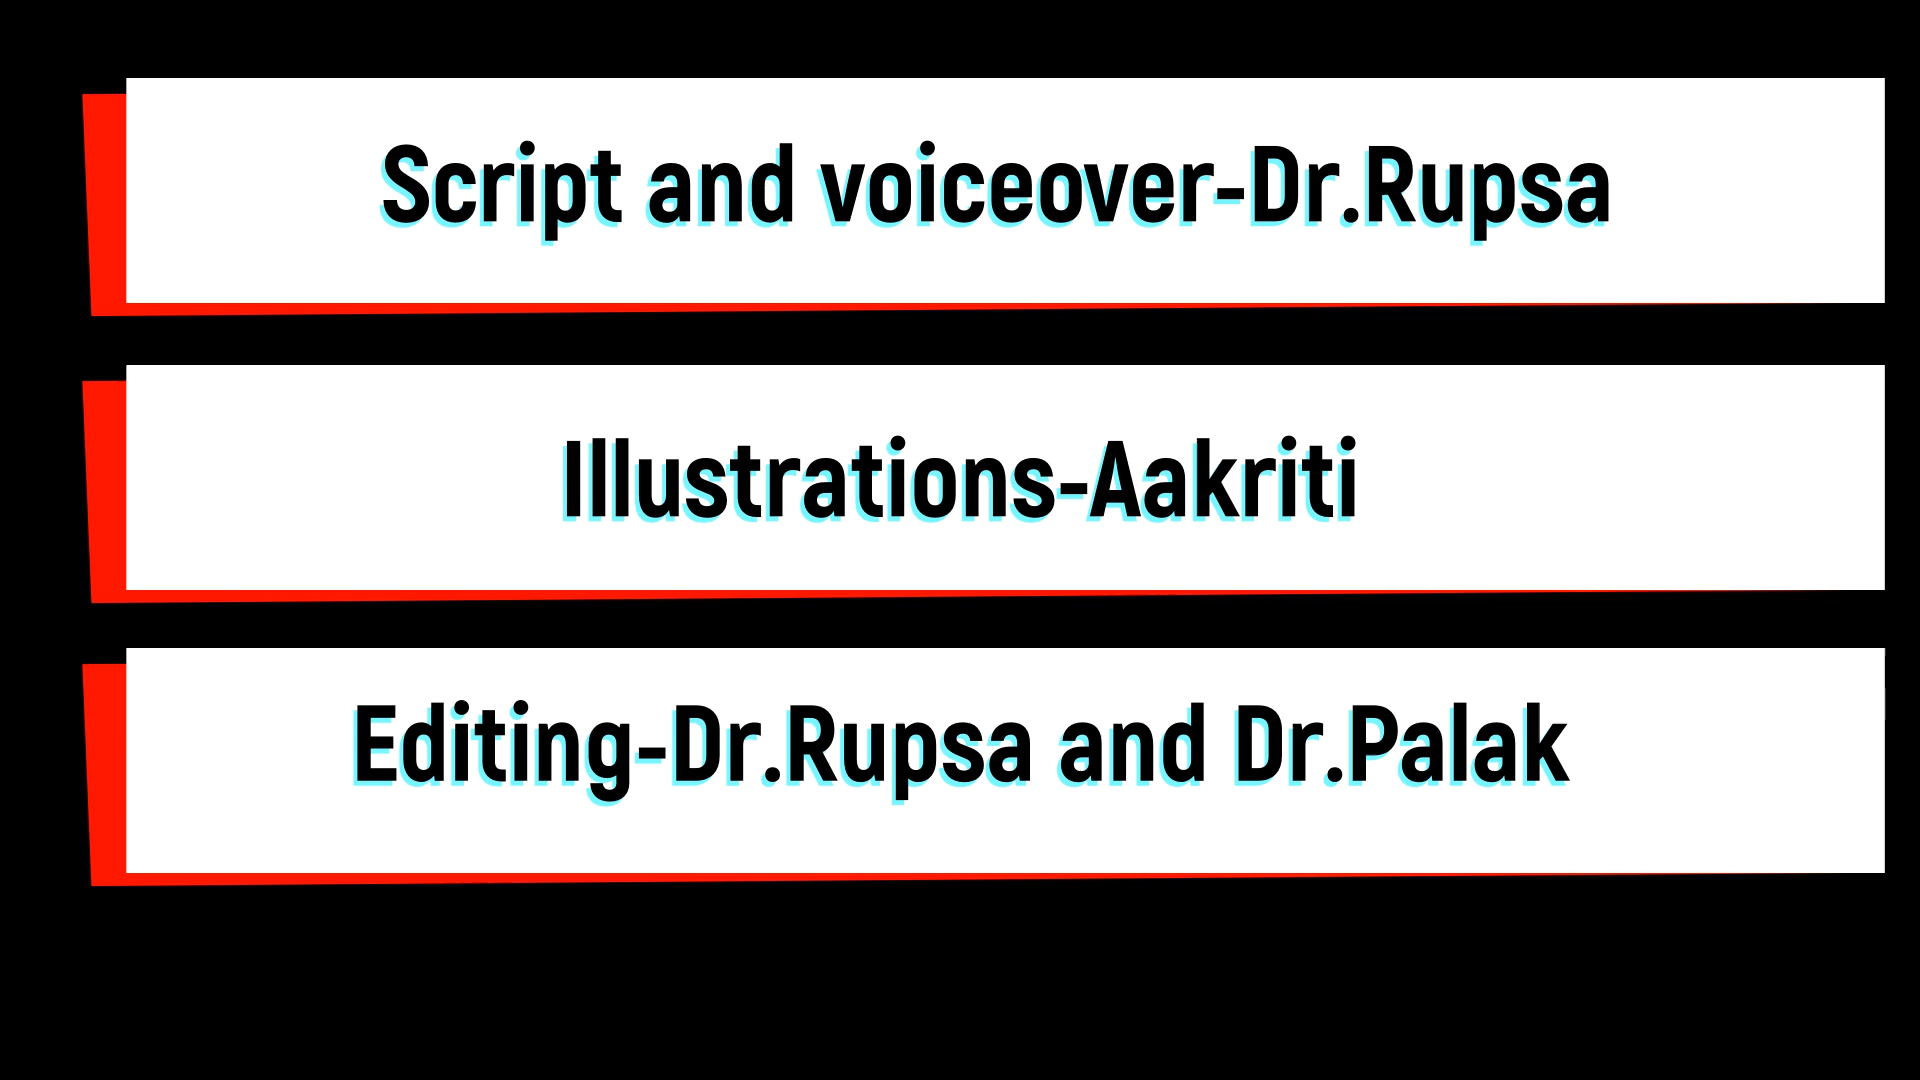 Script and voiceover-Dr.Rupsa
Illustrations-Aakriti
Editing-Dr.Rupsa and Dr.Palak